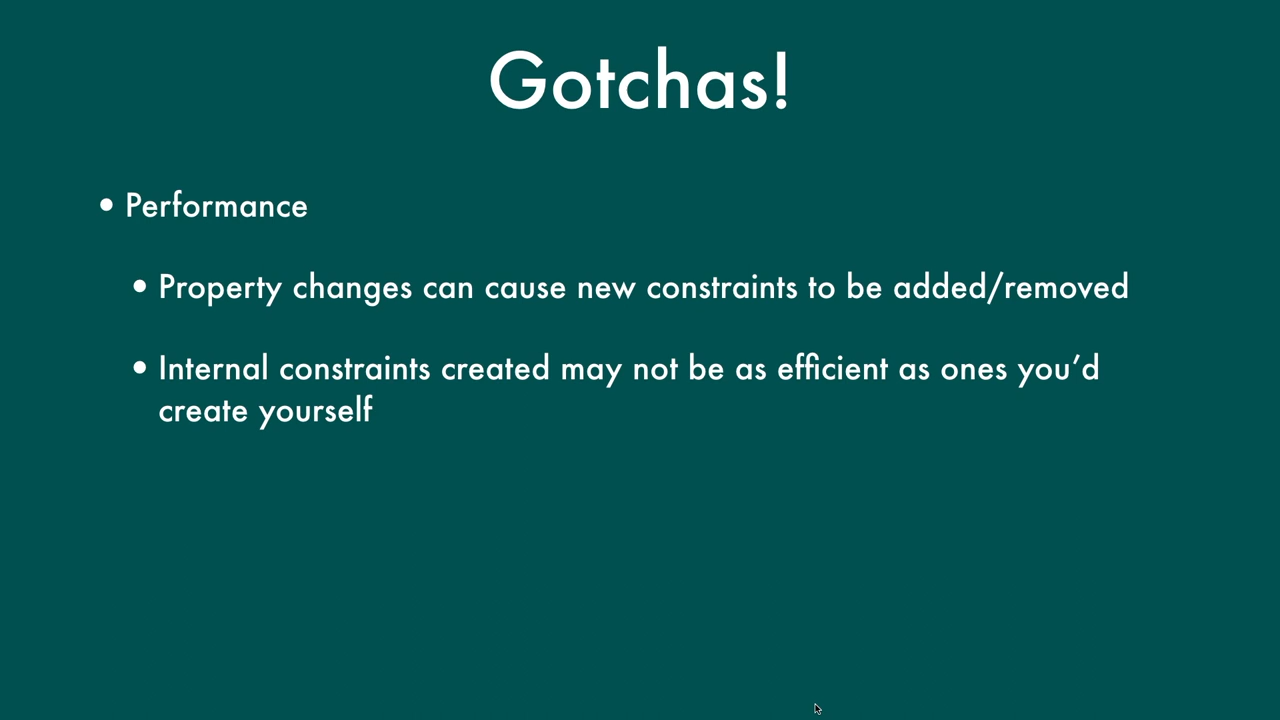 Gotchas!
• Performance
• Property changes can cause new constraints to be added/removed
• Internal constraints created may not be as efficient as ones you’d
create yourself